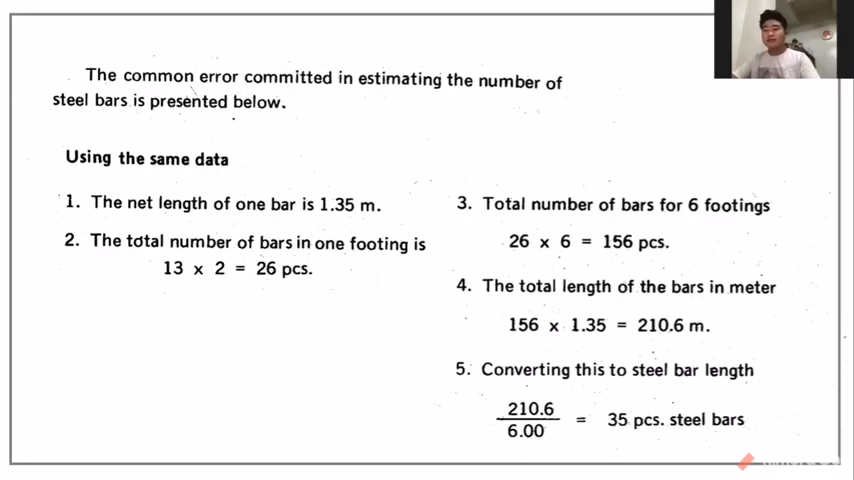 The common error committed in estimating the number of
steel bars is presented below.
Using the same data
1. The net length of one bar is 1.35 m.
2. The total number of bars in one footing is
13 x 2 = 26 pcs.
3. Total number of bars for 6 footings
26 x 6 = 156 pcs.
4. The total length of the bars in meter
156 x 1.35 = 210.6 m.
5. Converting this to steel bar length
210.6
6.00
= 35 pcs. steel bars